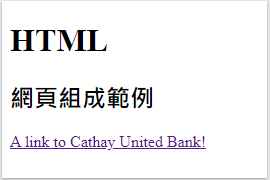 HTML
網頁組成範例
A link to Cathay United Bank!